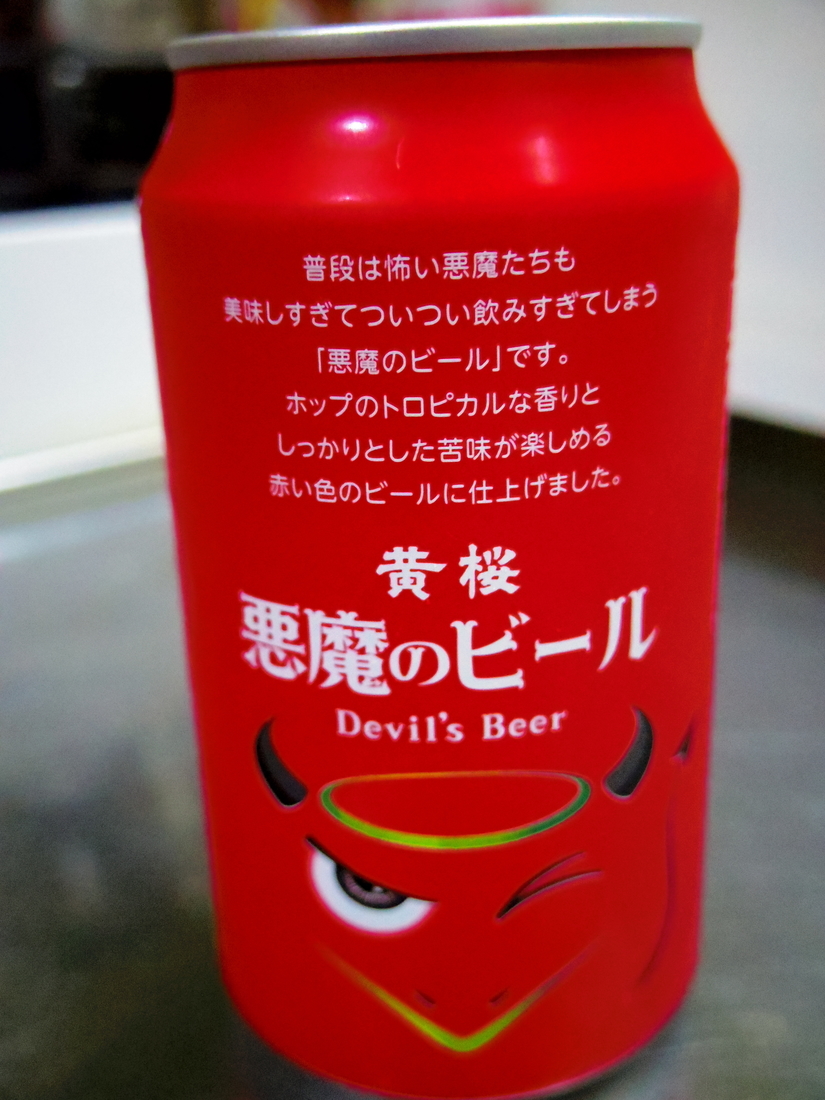 普段は怖い悪魔たちも
美味しすぎてついつい飲みすぎてしまう
「悪魔のビール」です。
ホップのトロピカルな香りと
しっかりとした苦味が楽しめる
赤い色のビールに仕上げました。
黄桜
悪魔のビール
Devil's Beer